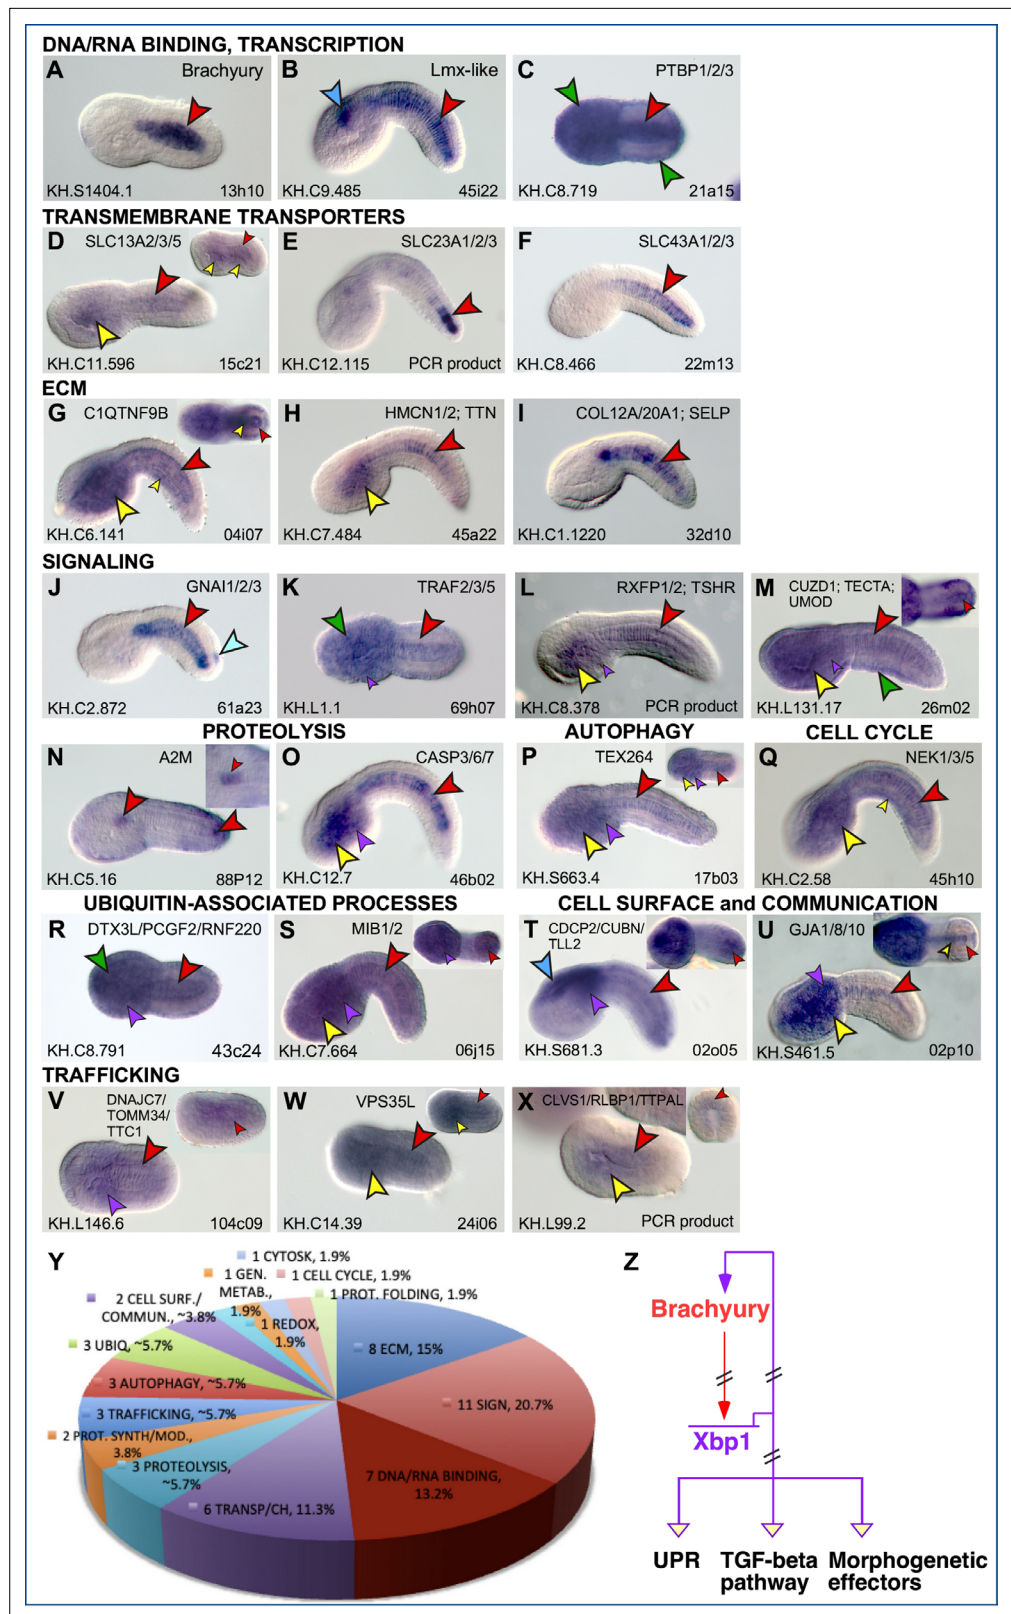 DNA/RNA BINDING, TRANSCRIPTION
A Brachyury
KH.S1404.1 13h10
B Lmx-like
KH.C9.485 45i22
C PTBP1/2/3
KH.C8.719 21a15
TRANSMEMBRANE TRANSPORTERS
D SLC13A2/3/5
KH.C11.596 15c21
E SLC23A1/2/3
KH.C12.115 PCR product
F SLC43A1/2/3
KH.C8.466 22m13
ECM
G C1QTNF9B
KH.C6.141 04i07
H HMCN1/2; TTN
KH.C7.484 45a22
I COL12A/20A1; SELP
KH.C1.1220 32d10
SIGNALING
J GNAI1/2/3
KH.C2.872 61a23
K TRAF2/3/5
KH.L1.1 69h07
L RXFP1/2; TSHR
KH.C8.378 PCR product
M CUZD1; TECTA;
UMOD
KH.L131.17 26m02
PROTEOLYSIS
AUTOPHAGY
CELL CYCLE
N A2M
KH.C5.16 88P12
O CASP3/6/7
KH.C12.7 46b02
P TEX264
KH.S663.4 17b03
Q NEK1/3/5
KH.C2.58 45h10
UBIQUITIN-ASSOCIATED PROCESSES
CELL SURFACE and COMMUNICATION
R DTX3L/PCGF2/RNF220
KH.C8.791 43c24
S MIB1/2
KH.C7.664 06j15
T CDCP2/CUBN/
TLL2
KH.S681.3 02o05
U GJA1/8/10
KH.S461.5 02p10
TRAFFICKING
V DNAJC7/
TOMM34/
TTC1
KH.L146.6 104c09
W VPS35L
KH.C14.39 24i06
X CLVS1/RLBP1/TTPAL
KH.L99.2 PCR product
Y
1 CYTOSK, 1.9%
1 GEN.
METAB.,
1.9%
1 CELL CYCLE, 1.9%
1 PROT. FOLDING, 1.9%
2 CELL SURF./
COMMUN., ~3.8%
1 REDOX,
1.9%
3 UBIQ, ~5.7%
8 ECM, 15%
3 AUTOPHAGY, ~5.7%
11 SIGN, 20.7%
3 TRAFFICKING, ~5.7%
2 PROT. SYNTH/MOD.,
3.8%
3 PROTEOLYSIS,
~5.7%
7 DNA/RNA BINDING,
13.2%
6 TRANSP/CH, 11.3%
Z
Brachyury
Xbp1
UPR
TGF-beta
pathway
Morphogenetic
effectors